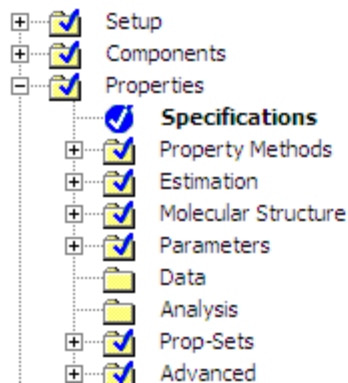 Setup
Components
Properties
Specifications
Property Methods
Estimation
Molecular Structure
Parameters
Data
Analysis
Prop-Sets
Advanced